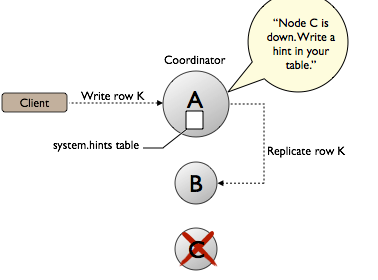 “Node C is
down. Write a
hint in your
table.”
Coordinator
Client
Write row K
A
system.hints table
Replicate row K
B
C